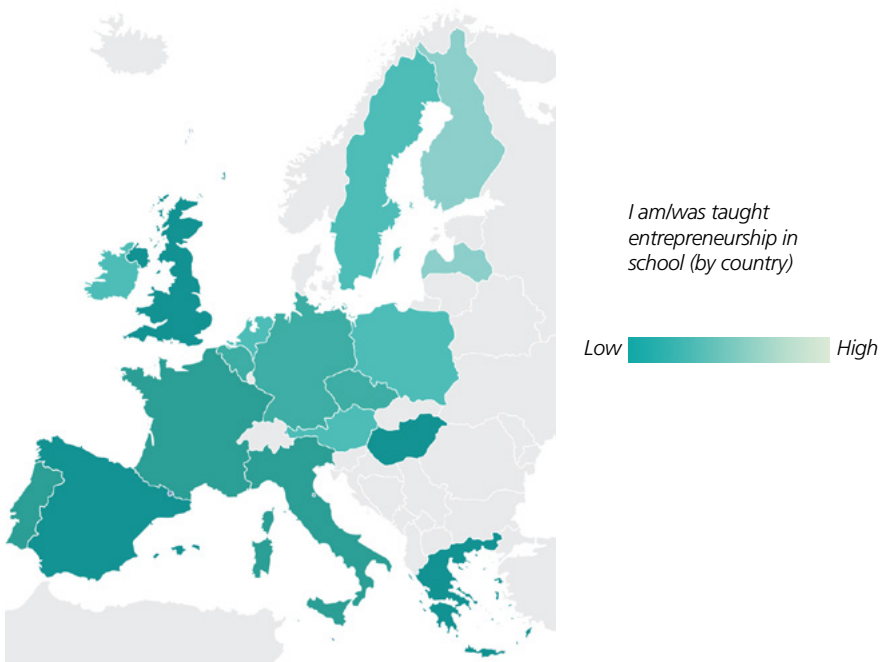 I am/was taught
entrepreneurship in
school (by country)
Low High